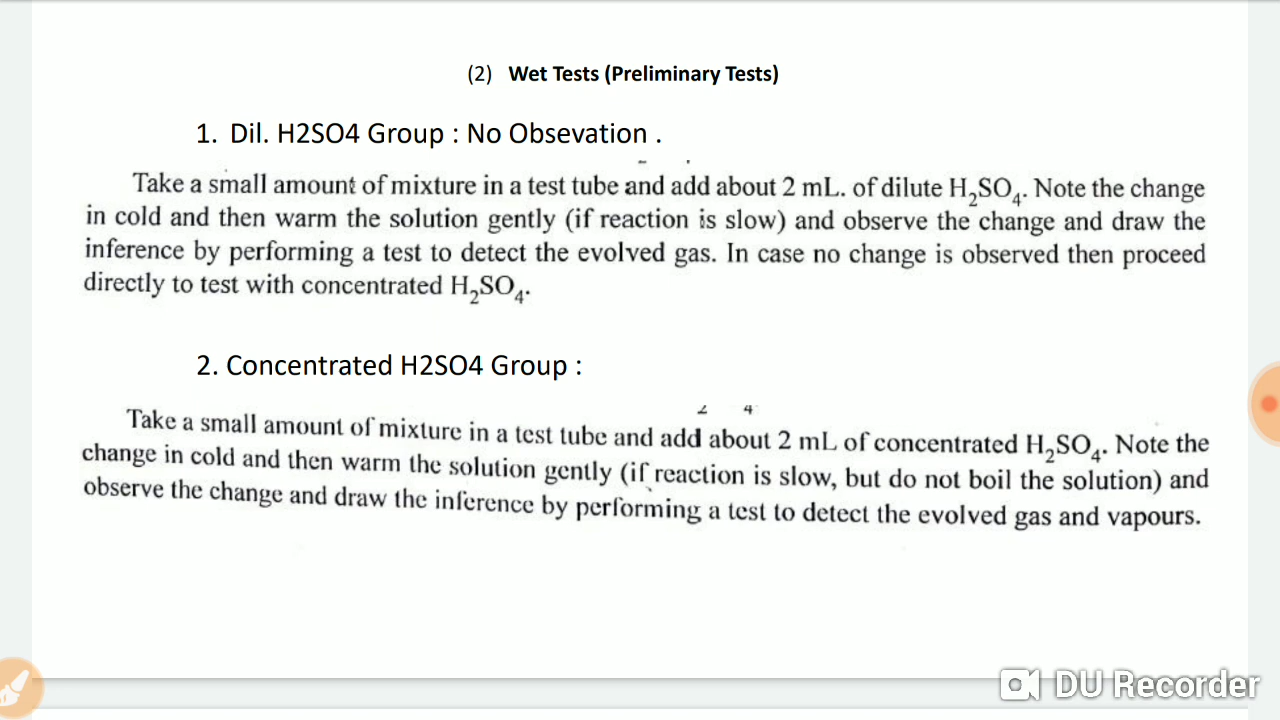 (2) Wet Tests (Preliminary Tests)
1. Dil. H2SO4 Group : No Obsevation .
Take a small amount of mixture in a test tube and add about 2 mL. of dilute H₂SO₄. Note the change
in cold and then warm the solution gently (if reaction is slow) and observe the change and draw the
inference by performing a test to detect the evolved gas. In case no change is observed then proceed
directly to test with concentrated H₂SO₄.
2. Concentrated H2SO4 Group :
Take a small amount of mixture in a test tube and add about 2 mL of concentrated H₂SO₄. Note the
change in cold and then warm the solution gently (if reaction is slow, but do not boil the solution) and
observe the change and draw the inference by performing a test to detect the evolved gas and vapours.
DU Recorder